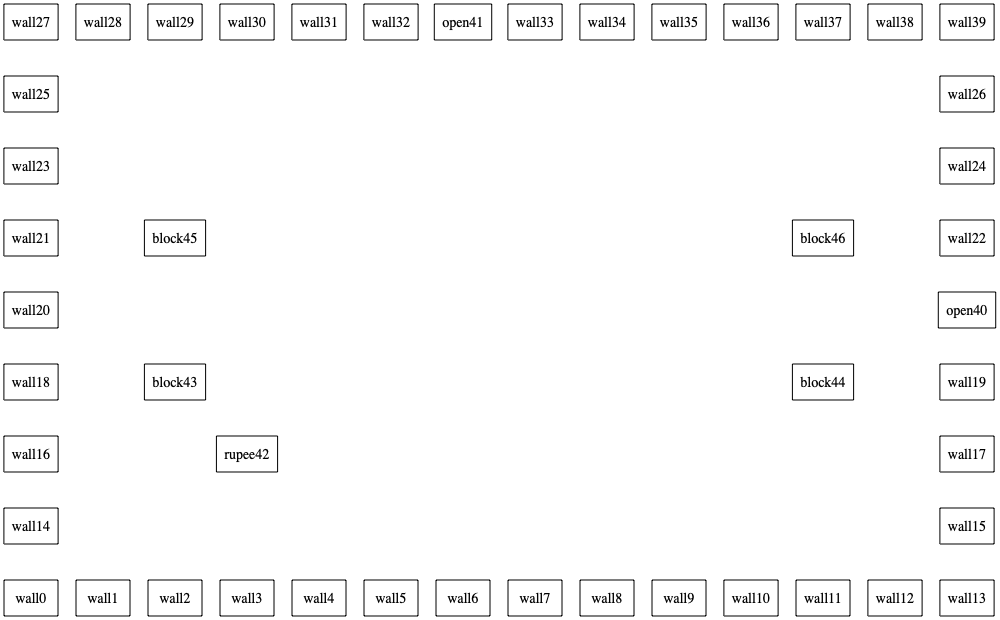 wall27 wall28 wall29 wall30 wall31 wall32 open41 wall33 wall34 wall35 wall36 wall37 wall38 wall39
wall25 wall26
wall23 wall24
wall21 block45 block46 wall22
wall20 open40
wall18 block43 block44 wall19
wall16 rupee42 wall17
wall14 wall15
wall0 wall1 wall2 wall3 wall4 wall5 wall6 wall7 wall8 wall9 wall10 wall11 wall12 wall13